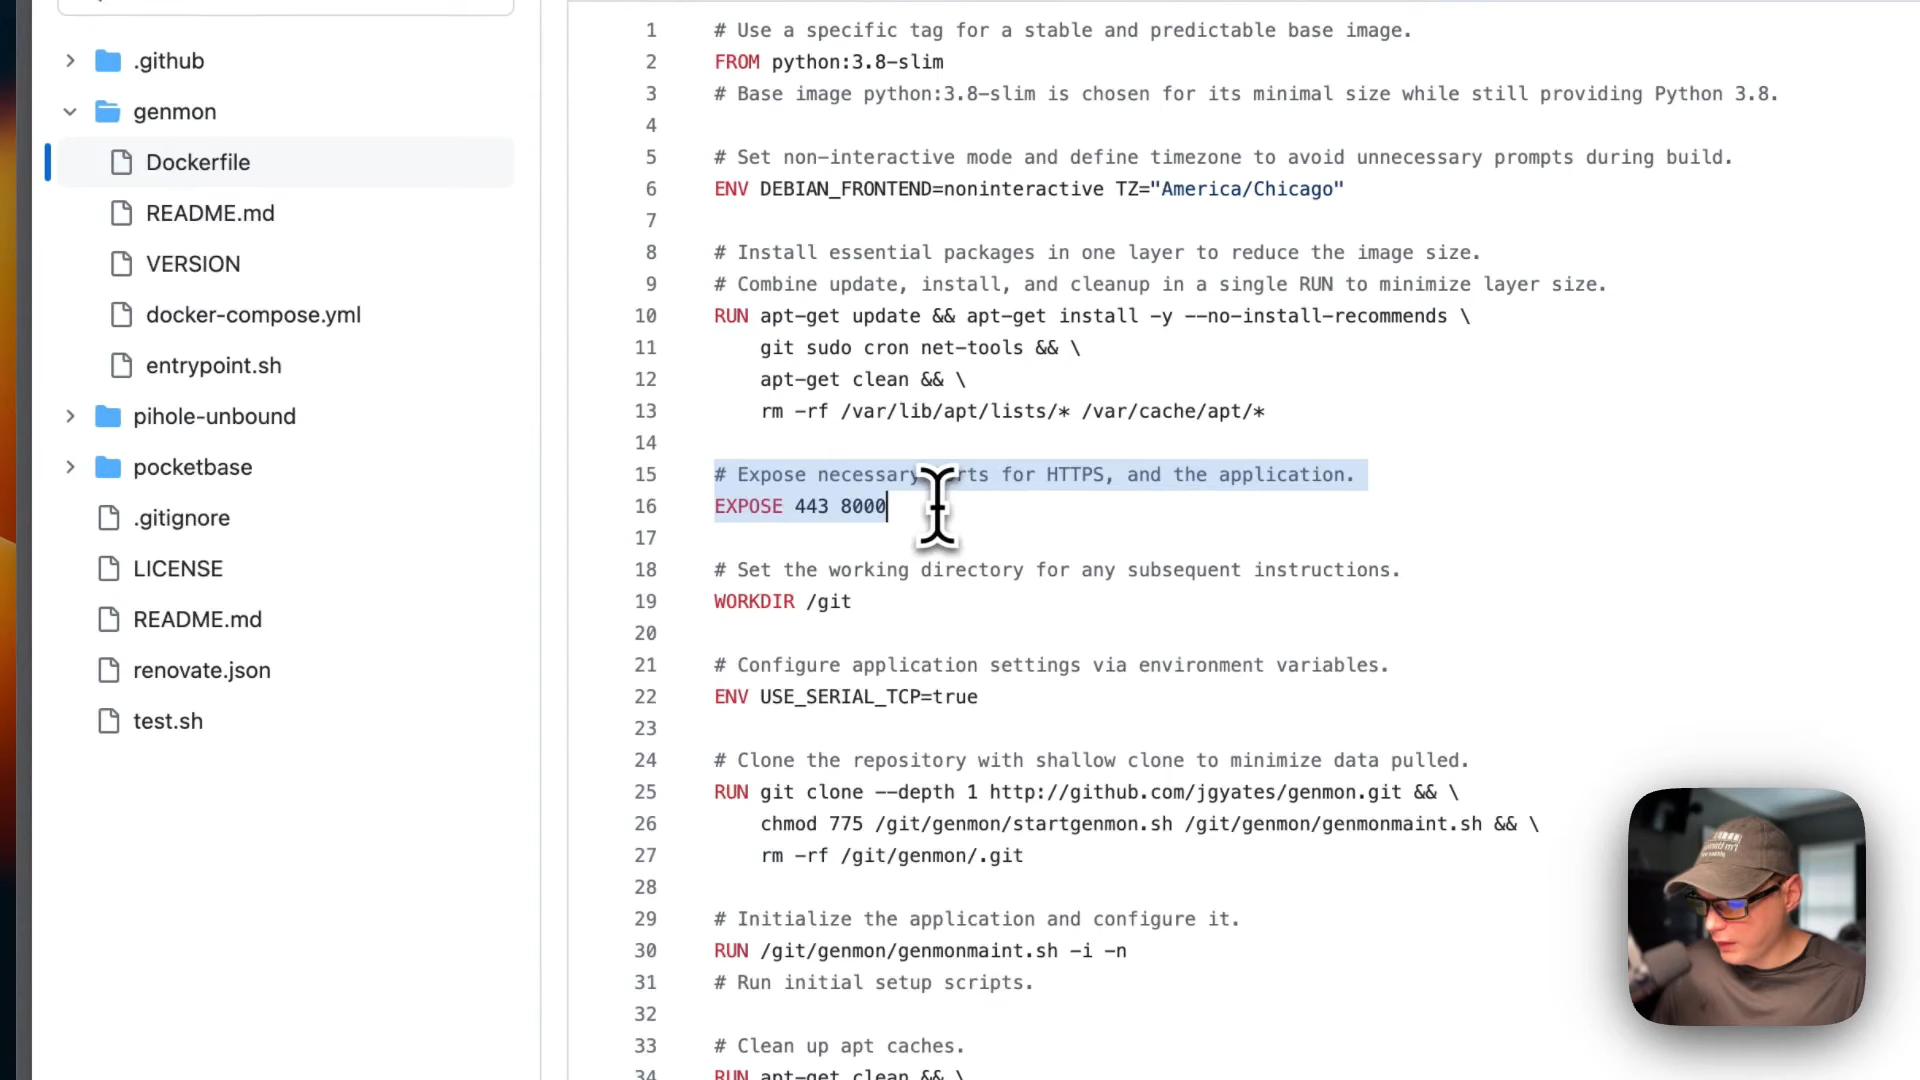 .github
genmon
Dockerfile
README.md
VERSION
docker-compose.yml
entrypoint.sh
pihole-unbound
pocketbase
.gitignore
LICENSE
README.md
renovate.json
test.sh
1 # Use a specific tag for a stable and predictable base image.
2 FROM python:3.8-slim
3 # Base image python:3.8-slim is chosen for its minimal size while still providing Python 3.8.
4
5 # Set non-interactive mode and define timezone to avoid unnecessary prompts during build.
6 ENV DEBIAN_FRONTEND=noninteractive TZ="America/Chicago"
7
8 # Install essential packages in one layer to reduce the image size.
9 # Combine update, install, and cleanup in a single RUN to minimize layer size.
10 RUN apt-get update && apt-get install -y --no-install-recommends \
11 git sudo cron net-tools && \
12 apt-get clean && \
13 rm -rf /var/lib/apt/lists/* /var/cache/apt/*
14
15 # Expose necessary ports for HTTPS, and the application.
16 EXPOSE 443 8000
17
18 # Set the working directory for any subsequent instructions.
19 WORKDIR /git
20
21 # Configure application settings via environment variables.
22 ENV USE_SERIAL_TCP=true
23
24 # Clone the repository with shallow clone to minimize data pulled.
25 RUN git clone --depth 1 http://github.com/jgyates/genmon.git && \
26 chmod 775 /git/genmon/startgenmon.sh /git/genmon/genmonmaint.sh && \
27 rm -rf /git/genmon/.git
28
29 # Initialize the application and configure it.
30 RUN /git/genmon/genmonmaint.sh -i -n
31 # Run initial setup scripts.
32
33 # Clean up apt caches.
34 RUN apt-get clean && \